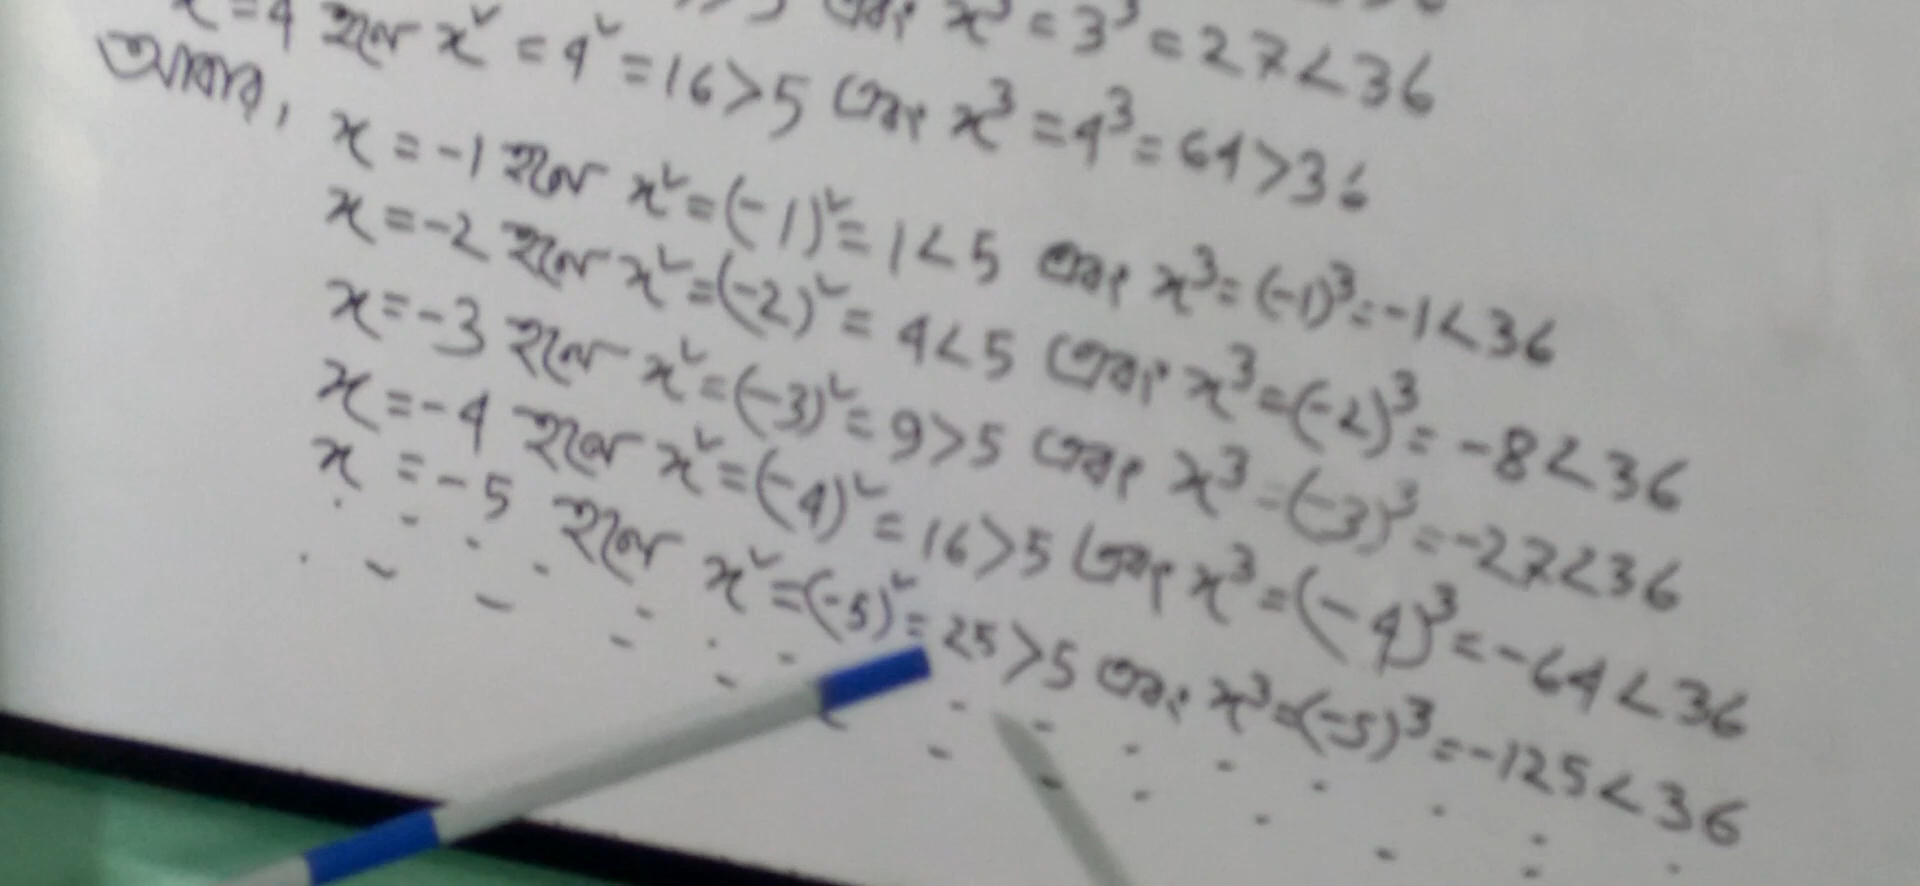 x³ = 3³ = 27 < 36
x = 4 হলে x² = 4² = 16 > 5 এবং x³ = 4³ = 64 > 36
আবার,
x = -1 হলে x² = (-1)² = 1 < 5 এবং x³ = (-1)³ = -1 < 36
x = -2 হলে x² = (-2)² = 4 < 5 এবং x³ = (-2)³ = -8 < 36
x = -3 হলে x² = (-3)² = 9 > 5 এবং x³ = (-3)³ = -27 < 36
x = -4 হলে x² = (-4)² = 16 > 5 এবং x³ = (-4)³ = -64 < 36
x = -5 হলে x² = (-5)² = 25 > 5 এবং x³ = (-5)³ = -125 < 36